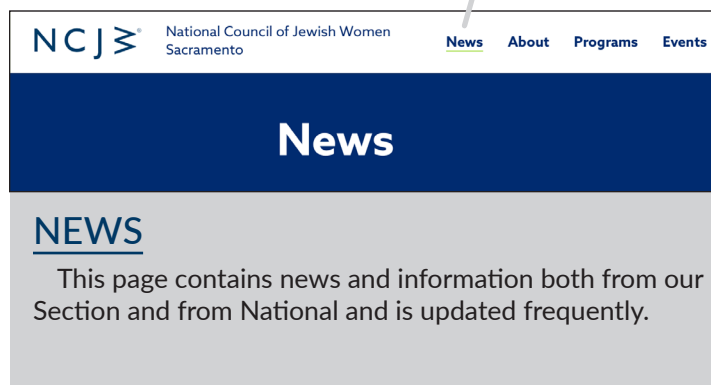 NCJW National Council of Jewish Women
Sacramento
News About Programs Events
News
NEWS
This page contains news and information both from our
Section and from National and is updated frequently.